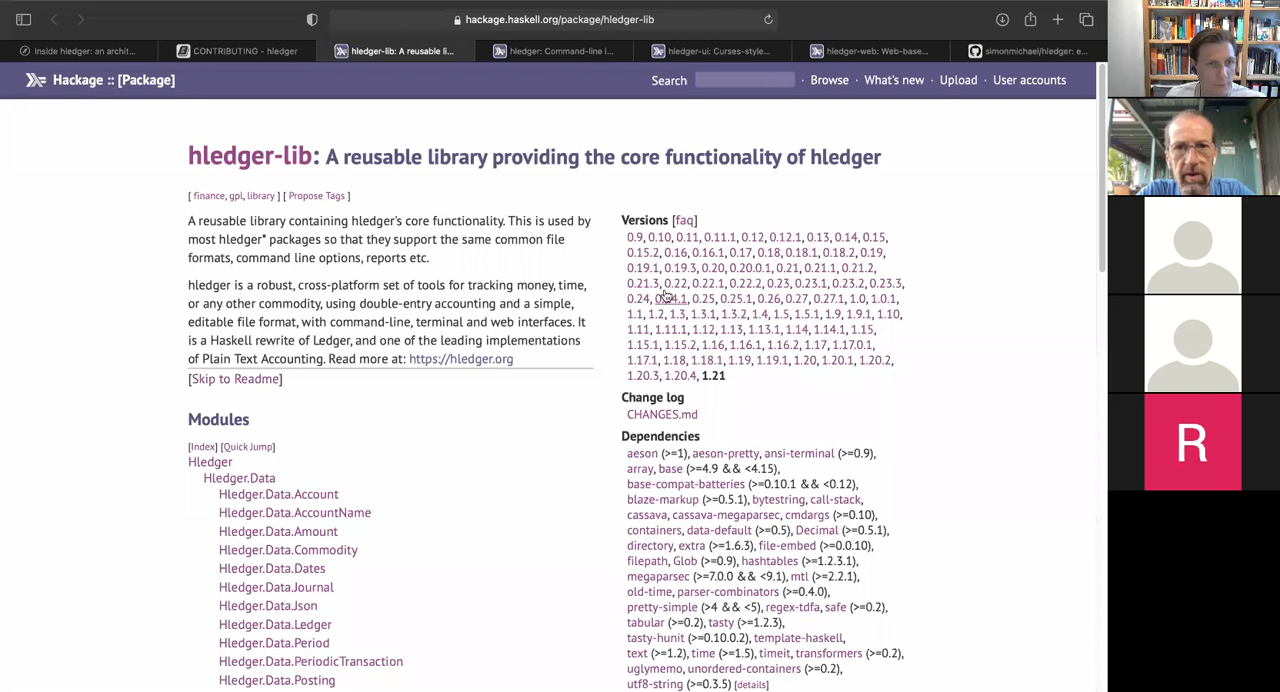 hackage.haskell.org/package/hledger-lib
Inside hledger: an archit...
CONTRIBUTING - hledger
hledger-lib: A reusable li...
hledger: Command-line i...
hledger-ui: Curses-style...
hledger-web: Web-base...
simonmichael/hledger: e...
Hackage :: [Package]
Search
· Browse · What's new · Upload · User accounts
hledger-lib: A reusable library providing the core functionality of hledger
[ finance, gpl, library ] [ Propose Tags ]
A reusable library containing hledger's core functionality. This is used by
most hledger* packages so that they support the same common file
formats, command line options, reports etc.
hledger is a robust, cross-platform set of tools for tracking money, time,
or any other commodity, using double-entry accounting and a simple,
editable file format, with command-line, terminal and web interfaces. It
is a Haskell rewrite of Ledger, and one of the leading implementations
of Plain Text Accounting. Read more at: https://hledger.org
[Skip to Readme]
Modules
[Index] [Quick Jump]
Hledger
Hledger.Data
Hledger.Data.Account
Hledger.Data.AccountName
Hledger.Data.Amount
Hledger.Data.Commodity
Hledger.Data.Dates
Hledger.Data.Journal
Hledger.Data.Json
Hledger.Data.Ledger
Hledger.Data.Period
Hledger.Data.PeriodicTransaction
Hledger.Data.Posting
Versions [faq]
0.9, 0.10, 0.11, 0.11.1, 0.12, 0.12.1, 0.13, 0.14, 0.15,
0.15.2, 0.16, 0.16.1, 0.17, 0.18, 0.18.1, 0.18.2, 0.19,
0.19.1, 0.19.3, 0.20, 0.20.0.1, 0.21, 0.21.1, 0.21.2,
0.21.3, 0.22, 0.22.1, 0.22.2, 0.23, 0.23.1, 0.23.2, 0.23.3,
0.24, 0.24.1, 0.25, 0.25.1, 0.26, 0.27, 0.27.1, 1.0, 1.0.1,
1.1, 1.2, 1.3, 1.3.1, 1.3.2, 1.4, 1.5, 1.5.1, 1.9, 1.9.1, 1.10,
1.11, 1.11.1, 1.12, 1.13, 1.13.1, 1.14, 1.14.1, 1.15,
1.15.1, 1.15.2, 1.16, 1.16.1, 1.16.2, 1.17, 1.17.0.1,
1.17.1, 1.18, 1.18.1, 1.19, 1.19.1, 1.20, 1.20.1, 1.20.2,
1.20.3, 1.20.4, 1.21
Change log
CHANGES.md
Dependencies
aeson (>=1), aeson-pretty, ansi-terminal (>=0.9),
array, base (>=4.9 && <4.15),
base-compat-batteries (>=0.10.1 && <0.12),
blaze-markup (>=0.5.1), bytestring, call-stack,
cassava, cassava-megaparsec, cmdargs (>=0.10),
containers, data-default (>=0.5), Decimal (>=0.5.1),
directory, extra (>=1.6.3), file-embed (>=0.0.10),
filepath, Glob (>=0.9), hashtables (>=1.2.3.1),
megaparsec (>=7.0.0 && <9.1), mtl (>=2.2.1),
old-time, parser-combinators (>=0.4.0),
pretty-simple (>4 && <5), regex-tdfa, safe (>=0.2),
tabular (>=0.2), tasty (>=1.2.3),
tasty-hunit (>=0.10.0.2), template-haskell,
text (>=1.2), time (>=1.5), timeit, transformers (>=0.2),
uglymemo, unordered-containers (>=0.2),
utf8-string (>=0.3.5) [details]
R